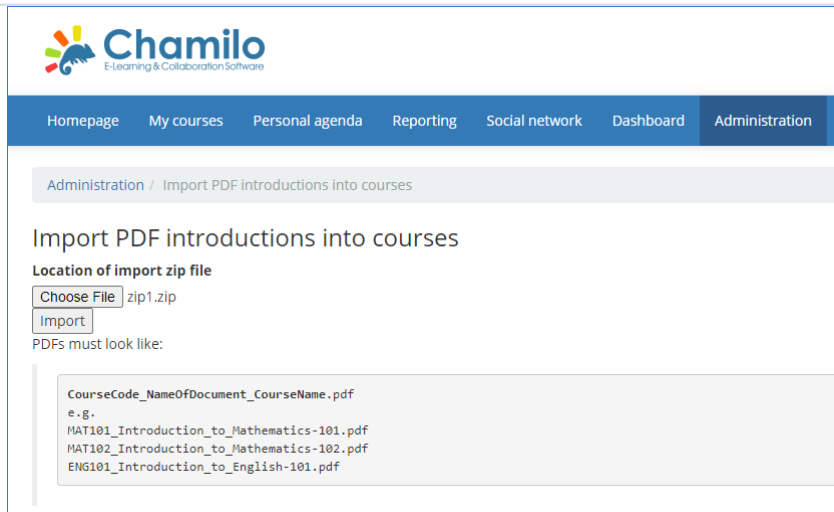 Chamilo
E-Learning & Collaboration Software
Homepage My courses Personal agenda Reporting Social network Dashboard Administration
Administration / Import PDF introductions into courses
Import PDF introductions into courses
Location of import zip file
Choose File zip1.zip
Import
PDFs must look like:
CourseCode_NameOfDocument_CourseName.pdf
e.g.
MAT101_Introduction_to_Mathematics-101.pdf
MAT102_Introduction_to_Mathematics-102.pdf
ENG101_Introduction_to_English-101.pdf